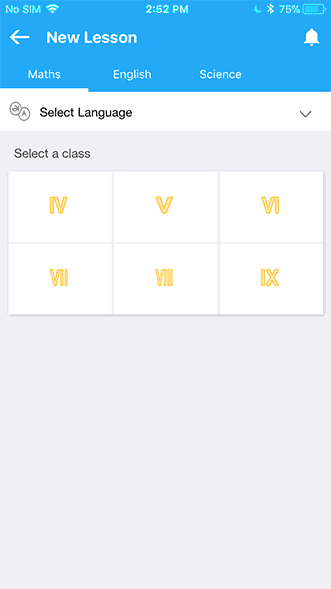 No SIM 2:52 PM 75%
New Lesson
Maths English Science
Select Language
Select a class
IV V VI
VII VIII IX